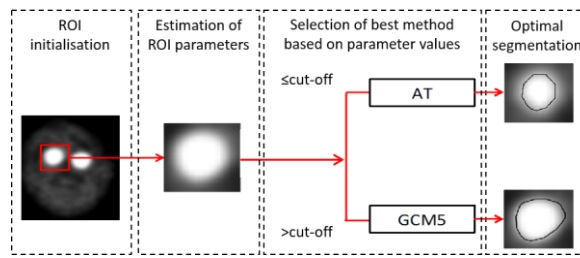 ROI
initialisation
Estimation of
ROI parameters
Selection of best method
based on parameter values
Optimal
segmentation
≤cut-off
AT
>cut-off
GCM5